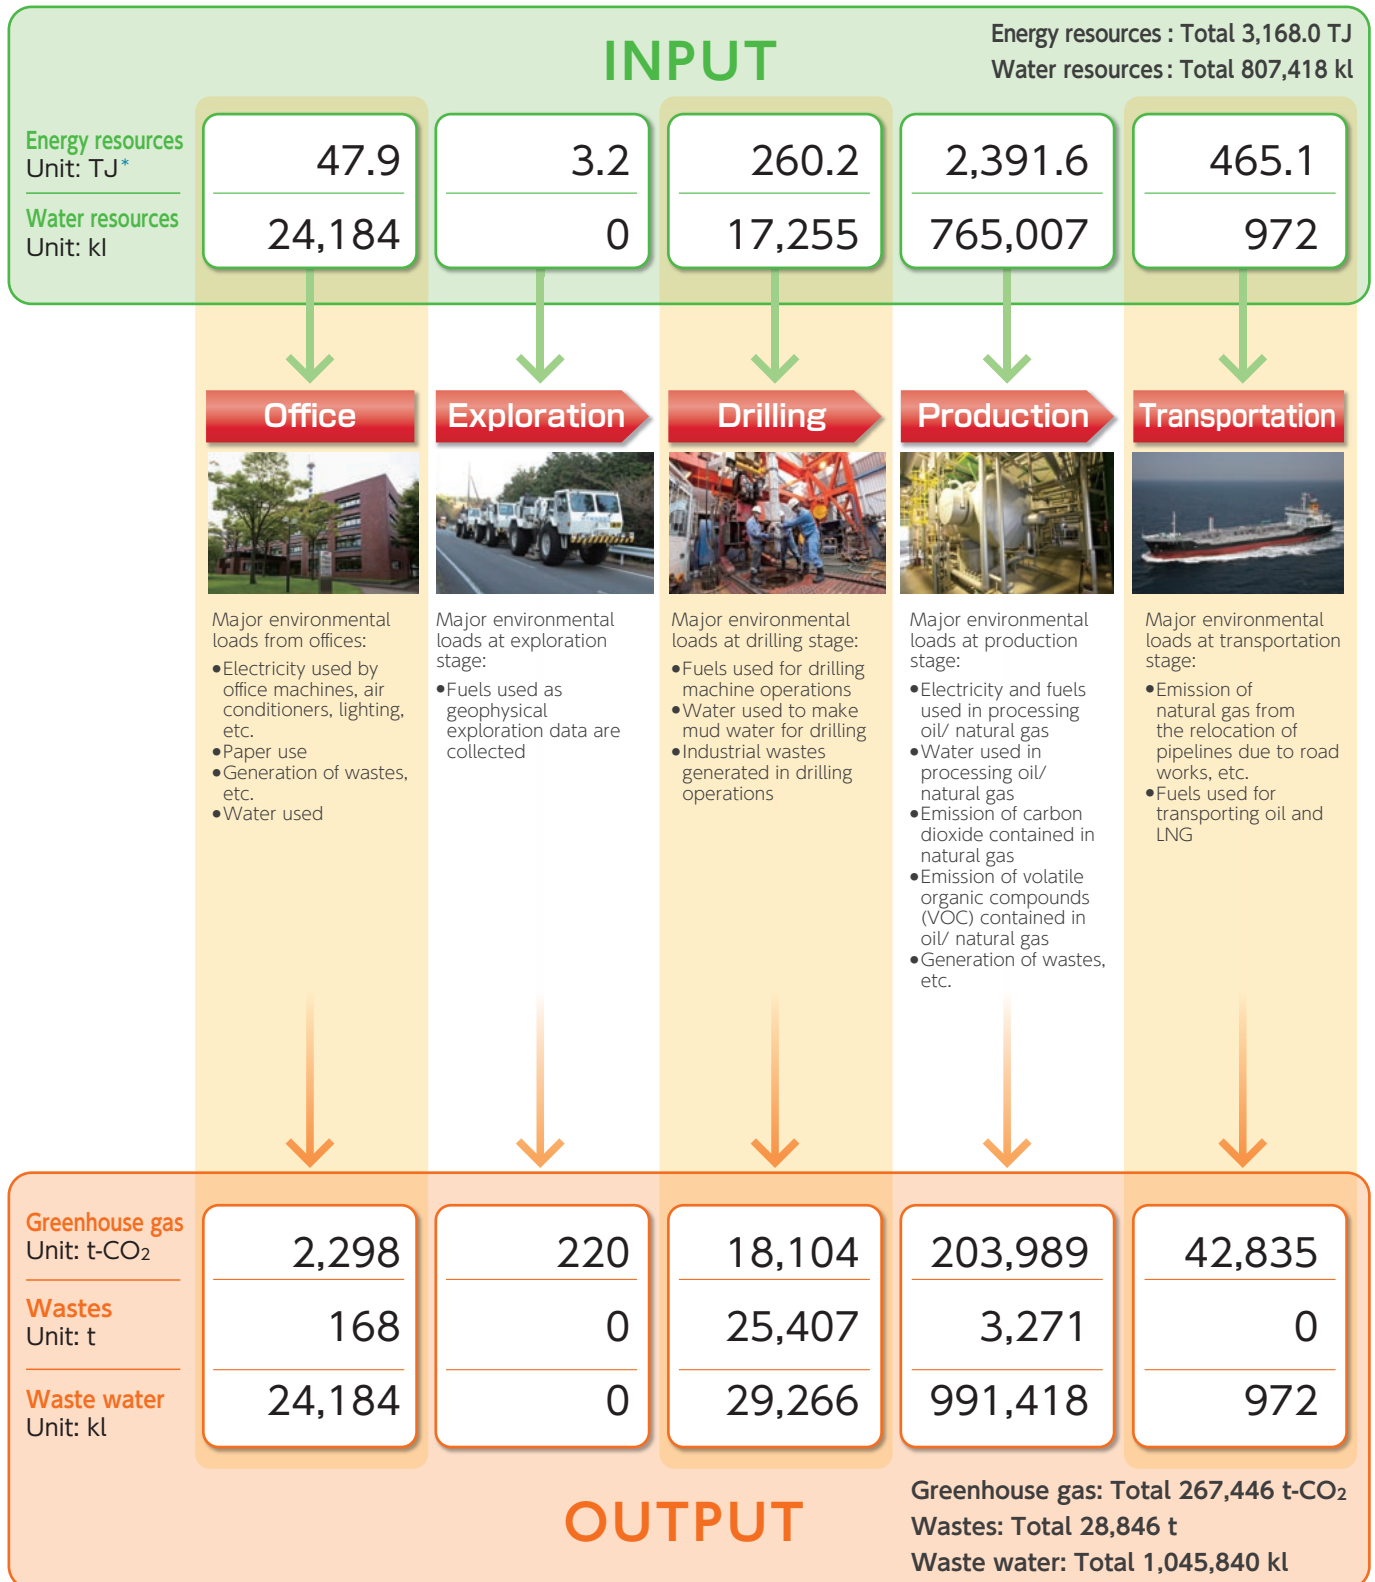 INPUT
Energy resources : Total 3,168.0 TJ
Water resources : Total 807,418 kl
Energy resources
Unit: TJ*
47.9
3.2
260.2
2,391.6
465.1
Water resources
Unit: kl
24,184
0
17,255
765,007
972
Office
Exploration
Drilling
Production
Transportation
Major environmental
loads from offices:
•Electricity used by
office machines, air
conditioners, lighting,
etc.
•Paper use
•Generation of wastes,
etc.
•Water used
Major environmental
loads at exploration
stage:
•Fuels used as
geophysical
exploration data are
collected
Major environmental
loads at drilling stage:
•Fuels used for drilling
machine operations
•Water used to make
mud water for drilling
•Industrial wastes
generated in drilling
operations
Major environmental
loads at production
stage:
•Electricity and fuels
used in processing
oil/ natural gas
•Water used in
processing oil/
natural gas
•Emission of carbon
dioxide contained in
natural gas
•Emission of volatile
organic compounds
(VOC) contained in
oil/ natural gas
•Generation of wastes,
etc.
Major environmental
loads at transportation
stage:
•Emission of
natural gas from
the relocation of
pipelines due to road
works, etc.
•Fuels used for
transporting oil and
LNG
Greenhouse gas
Unit: t-CO2
2,298
220
18,104
203,989
42,835
Wastes
Unit: t
168
0
25,407
3,271
0
Waste water
Unit: kl
24,184
0
29,266
991,418
972
OUTPUT
Greenhouse gas: Total 267,446 t-CO2
Wastes: Total 28,846 t
Waste water: Total 1,045,840 kl